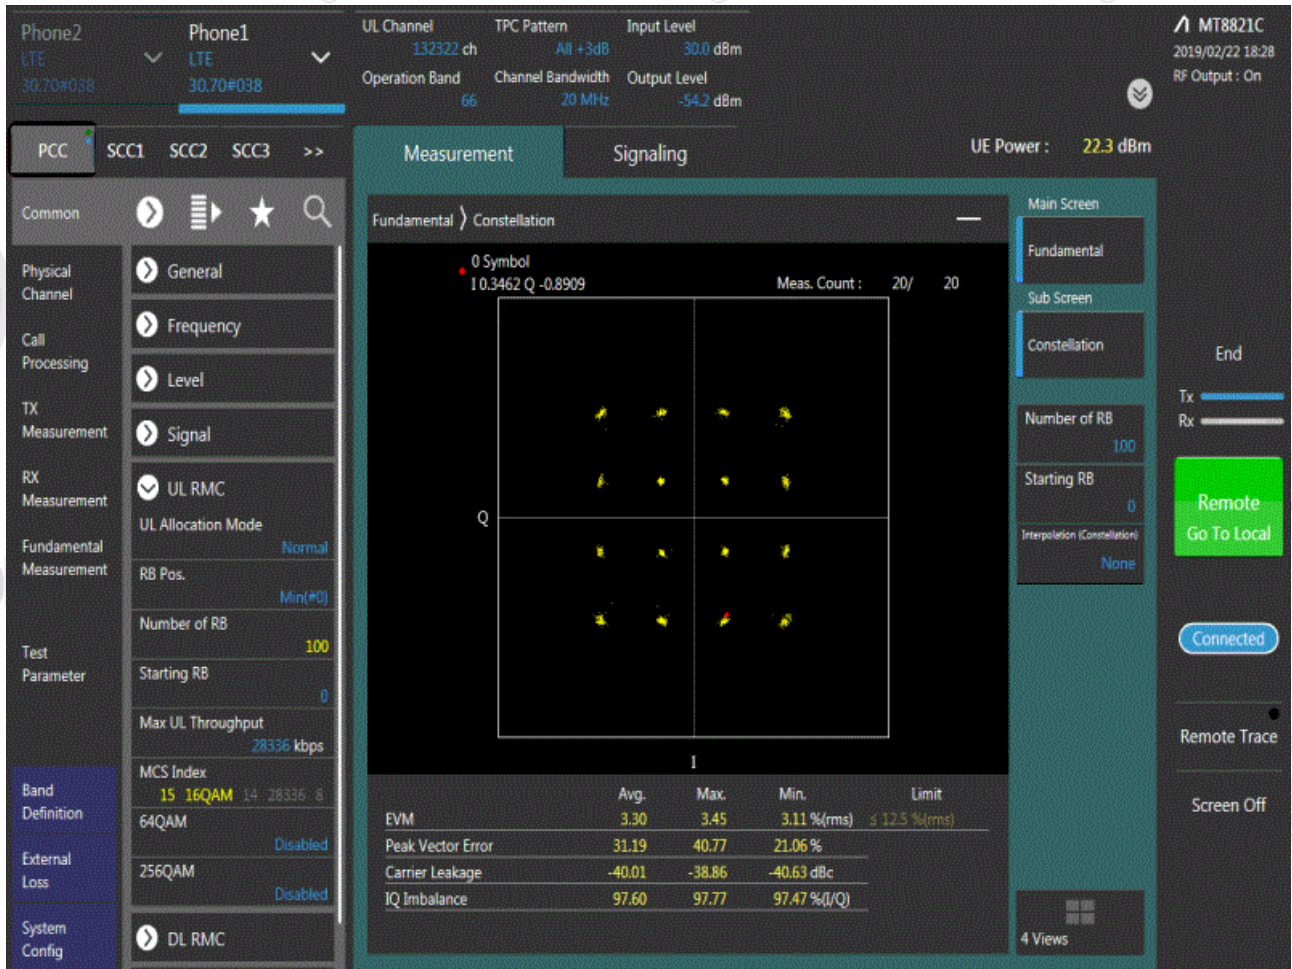 Phone2
LTE
30.70#038
Phone1
LTE
30.70#038
UL Channel
132322 ch
TPC Pattern
All +3dB
Input Level
30.0 dBm
Operation Band
66
Channel Bandwidth
20 MHz
Output Level
-54.2 dBm
MT8821C
2019/02/22 18:28
RF Output : On
PCC SCC1 SCC2 SCC3 >>
Measurement
Signaling
UE Power : 22.3 dBm
Common
Physical
Channel
Call
Processing
TX
Measurement
RX
Measurement
Fundamental
Measurement
Test
Parameter
Band
Definition
External
Loss
System
Config
General
Frequency
Level
Signal
UL RMC
UL Allocation Mode
Normal
RB Pos.
Min(#0)
Number of RB
100
Starting RB
0
Max UL Throughput
28336 kbps
MCS Index
15 16QAM 14 28336 8
64QAM
Disabled
256QAM
Disabled
DL RMC
Fundamental 〉 Constellation
0 Symbol
I 0.3462 Q -0.8909
Meas. Count : 20/ 20
Q
I
Avg. Max. Min. Limit
EVM 3.30 3.45 3.11 %(rms) ≤ 12.5 %(rms)
Peak Vector Error 31.19 40.77 21.06 %
Carrier Leakage -40.01 -38.86 -40.63 dBc
IQ Imbalance 97.60 97.77 97.47 %(I/Q)
Main Screen
Fundamental
Sub Screen
Constellation
Number of RB
100
Starting RB
0
Interpolation (Constellation)
None
4 Views
End
Tx
Rx
Remote
Go To Local
Connected
Remote Trace
Screen Off